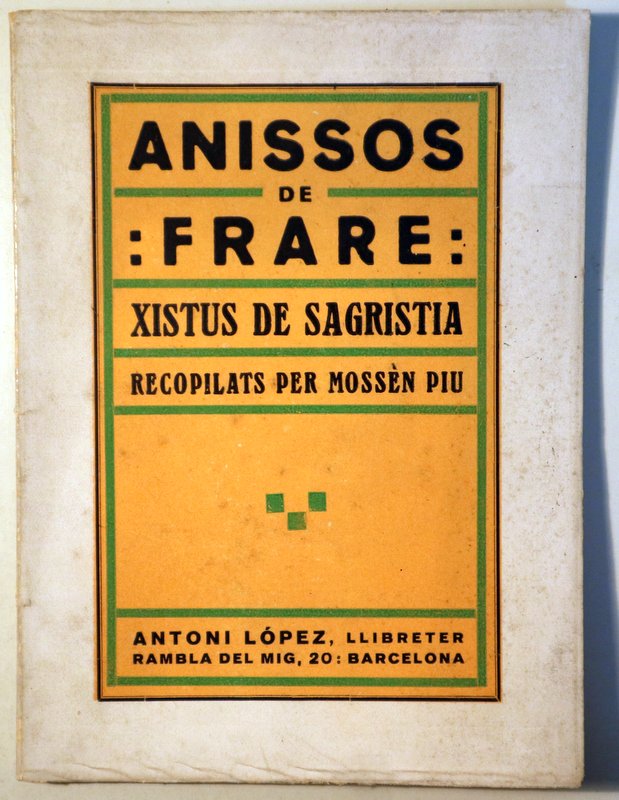 ANISSOS
DE
:FRARE:
XISTUS DE SAGRISTIA
RECOPILATS PER MOSSÈN PIU
ANTONI LÓPEZ, LLIBRETER
RAMBLA DEL MIG, 20: BARCELONA